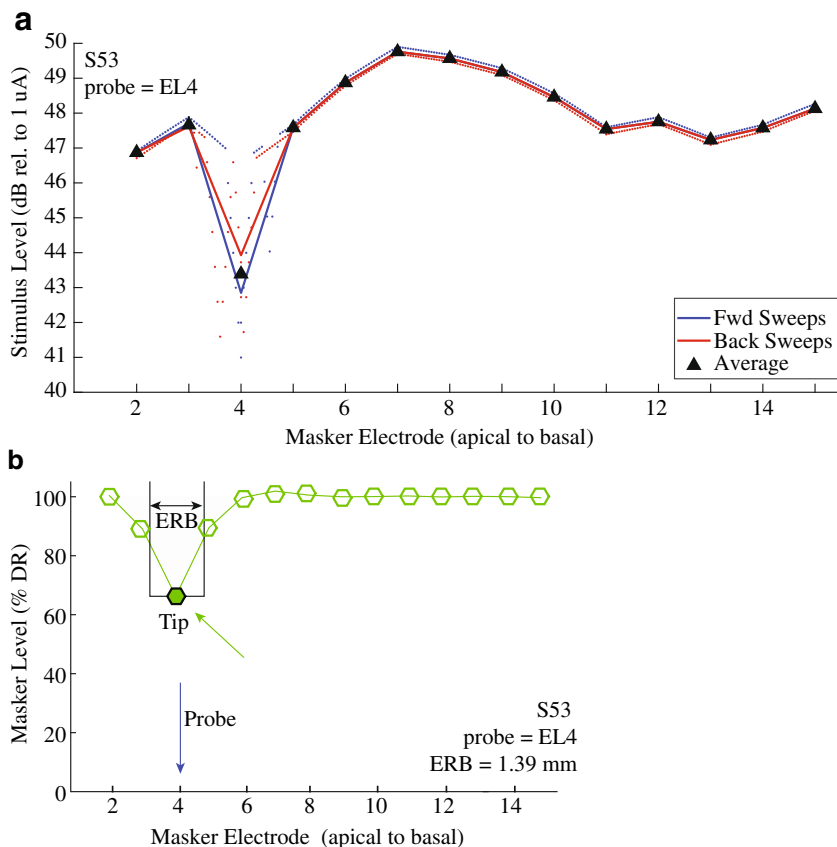 a
S53
probe = EL4
Stimulus Level (dB rel. to 1 uA)
50
49
48
47
46
45
44
43
42
41
40
Fwd Sweeps
Back Sweeps
Average
2 4 6 8 10 12 14
Masker Electrode (apical to basal)
b
Masker Level (% DR)
100
80
60
40
20
0
ERB
Tip
Probe
S53
probe = EL4
ERB = 1.39 mm
2 4 6 8 10 12 14
Masker Electrode (apical to basal)